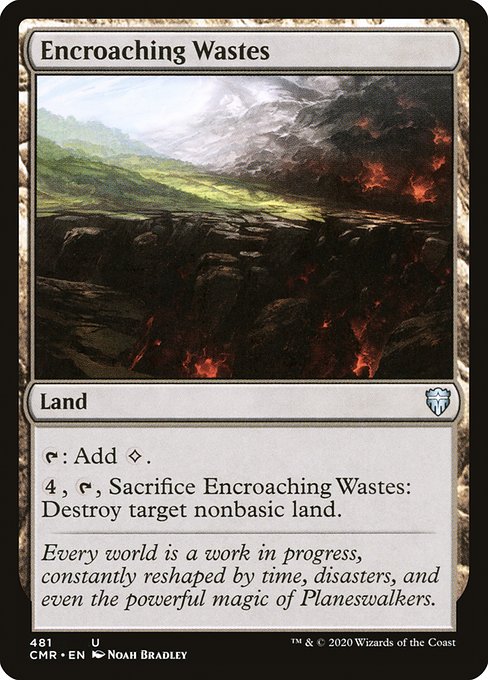 Encroaching Wastes
Land
: Add .
4, , Sacrifice Encroaching Wastes:
Destroy target nonbasic land.
Every world is a work in progress,
constantly reshaped by time, disasters, and
even the powerful magic of Planeswalkers.
481 U
CMR • EN Noah Bradley
™ & © 2020 Wizards of the Coast